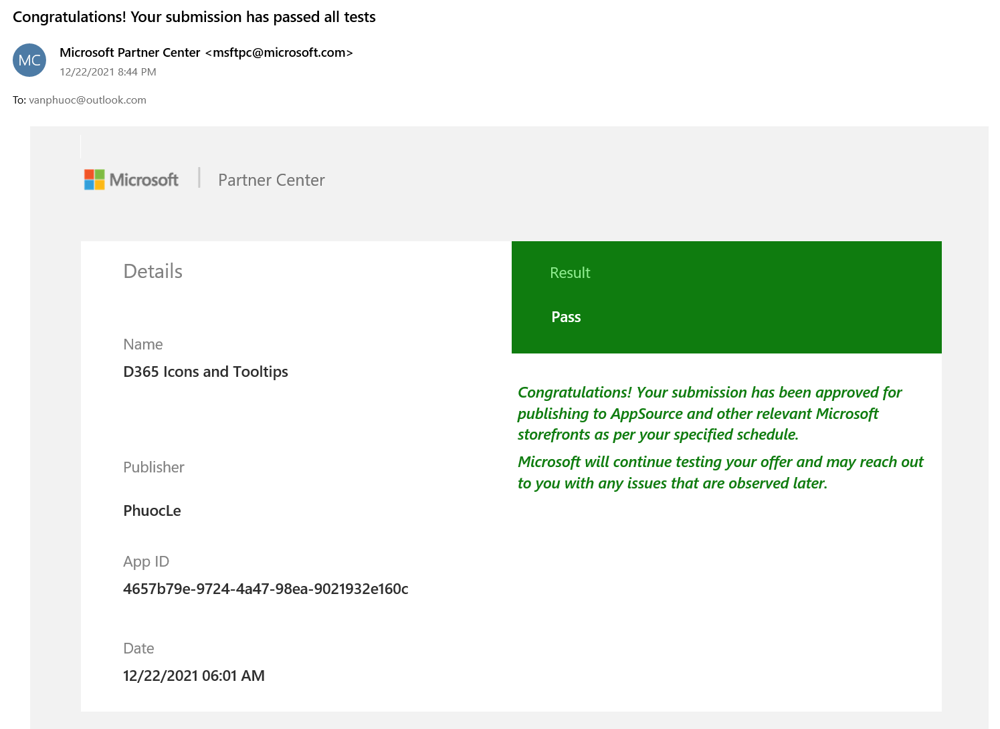 Congratulations! Your submission has passed all tests
MC
Microsoft Partner Center <msftpc@microsoft.com>
12/22/2021 8:44 PM
To: vanphuoc@outlook.com
Microsoft | Partner Center
Details
Name
D365 Icons and Tooltips
Publisher
PhuocLe
App ID
4657b79e-9724-4a47-98ea-9021932e160c
Date
12/22/2021 06:01 AM
Result
Pass
Congratulations! Your submission has been approved for
publishing to AppSource and other relevant Microsoft
storefronts as per your specified schedule.
Microsoft will continue testing your offer and may reach out
to you with any issues that are observed later.